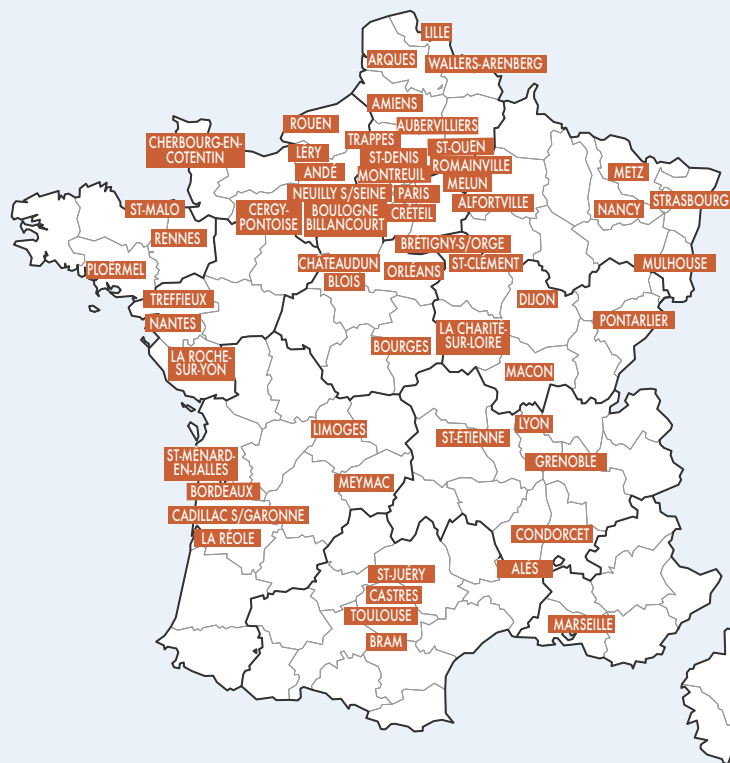 LILLE
ARQUES
WALLERS-ARENBERG
AMIENS
ROUEN
AUBERVILLIERS
CHERBOURG-EN-
COTENTIN
TRAPPES
ST-OUEN
LÉRY
ST-DENIS
ROMAINVILLE
ANDÉ
MONTREUIL
METZ
MELUN
NEUILLY S/SEINE
PARIS
STRASBOURG
ALFORTVILLE
ST-MALO
CERGY-
PONTOISE
BOULOGNE
BILLANCOURT
CRÉTEIL
NANCY
RENNES
BRÉTIGNY-S/ORGE
PLOËRMEL
CHÂTEAUDUN
ORLÉANS
ST-CLÉMENT
MULHOUSE
BLOIS
TREFFIEUX
DIJON
NANTES
PONTARLIER
LA CHARITÉ-
SUR-LOIRE
BOURGES
LA ROCHE-
SUR-YON
MACON
LYON
LIMOGES
ST-ÉTIENNE
ST-MÉNARD-
EN-JALLES
GRENOBLE
MEYMAC
BORDEAUX
CADILLAC S/GARONNE
LA RÉOLE
CONDORCET
ALÈS
ST-JUÉRY
CASTRES
TOULOUSE
MARSEILLE
BRAM